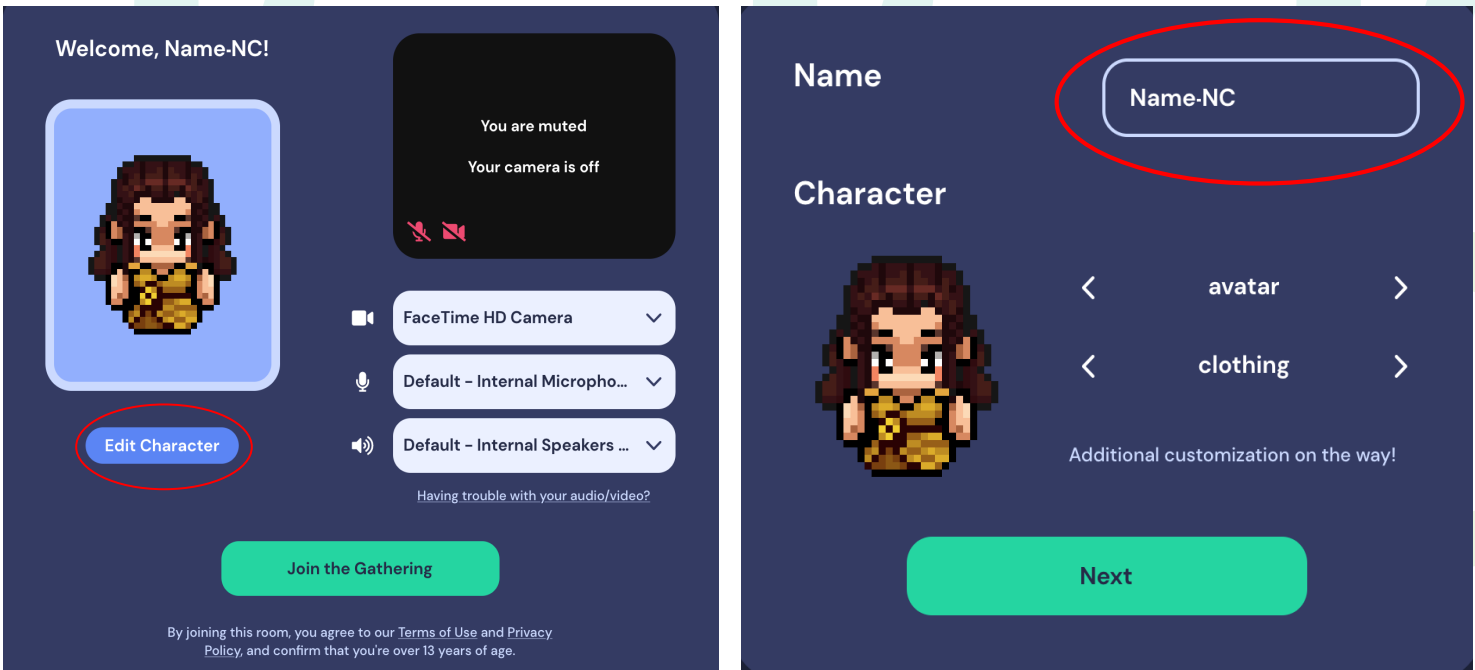 Welcome, Name-NC!
You are muted
Your camera is off
FaceTime HD Camera
Default - Internal Micropho...
Default - Internal Speakers ...
Having trouble with your audio/video?
Edit Character
Join the Gathering
By joining this room, you agree to our Terms of Use and Privacy
Policy, and confirm that you're over 13 years of age.
Name
Name-NC
Character
avatar
clothing
Additional customization on the way!
Next